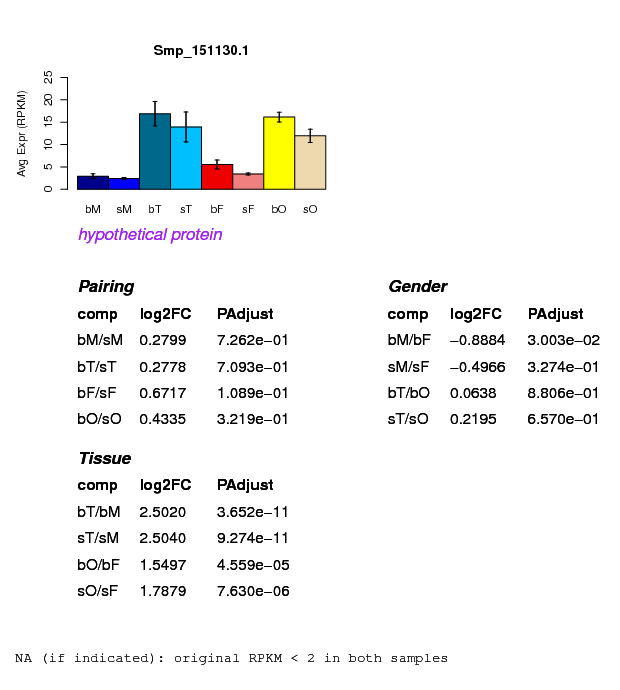 Smp_151130.1
Avg Expr (RPKM)
25
20
15
10
5
0
bM sM bT sT bF sF bO sO
hypothetical protein
Pairing
comp log2FC PAdjust
bM/sM 0.2799 7.262e−01
bT/sT 0.2778 7.093e−01
bF/sF 0.6717 1.089e−01
bO/sO 0.4335 3.219e−01
Gender
comp log2FC PAdjust
bM/bF −0.8884 3.003e−02
sM/sF −0.4966 3.274e−01
bT/bO 0.0638 8.806e−01
sT/sO 0.2195 6.570e−01
Tissue
comp log2FC PAdjust
bT/bM 2.5020 3.652e−11
sT/sM 2.5040 9.274e−11
bO/bF 1.5497 4.559e−05
sO/sF 1.7879 7.630e−06
NA (if indicated): original RPKM < 2 in both samples